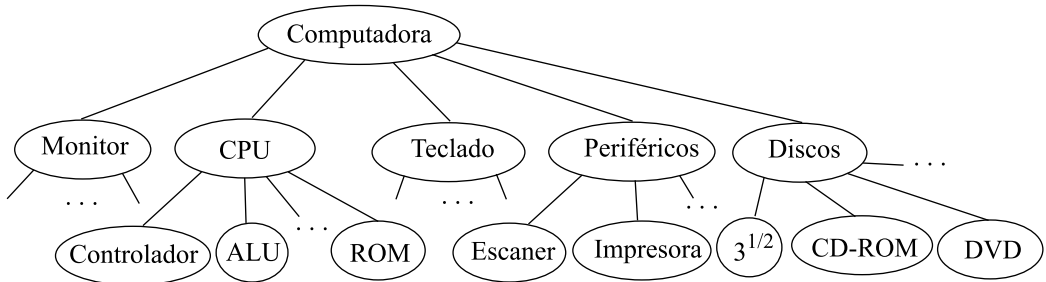 Computadora
Monitor CPU Teclado Periféricos Discos
. . . . . . . . . . . . . . .
Controlador ALU ROM Escaner Impresora 3^{1/2} CD-ROM DVD